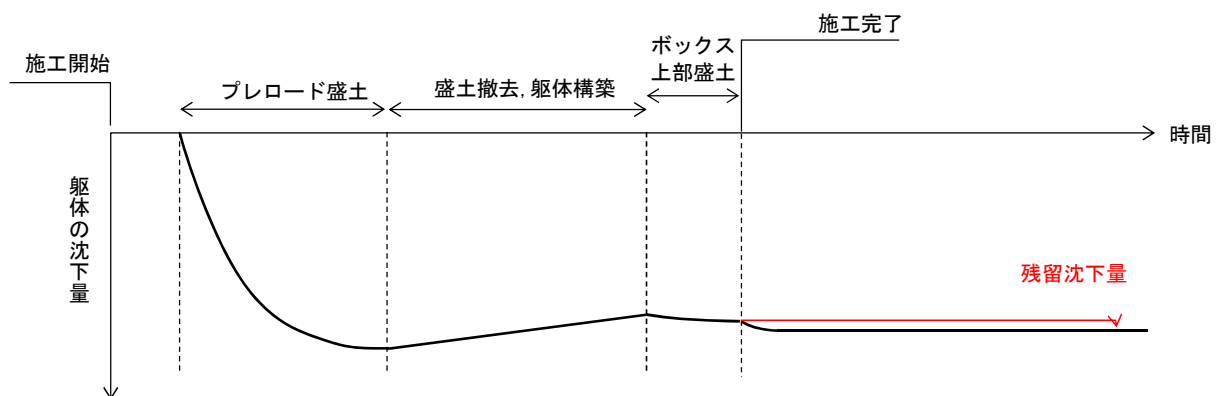 施工開始
プレロード盛土
盛土撤去, 躯体構築
ボックス
上部盛土
施工完了
時間
躯体の沈下量
残留沈下量